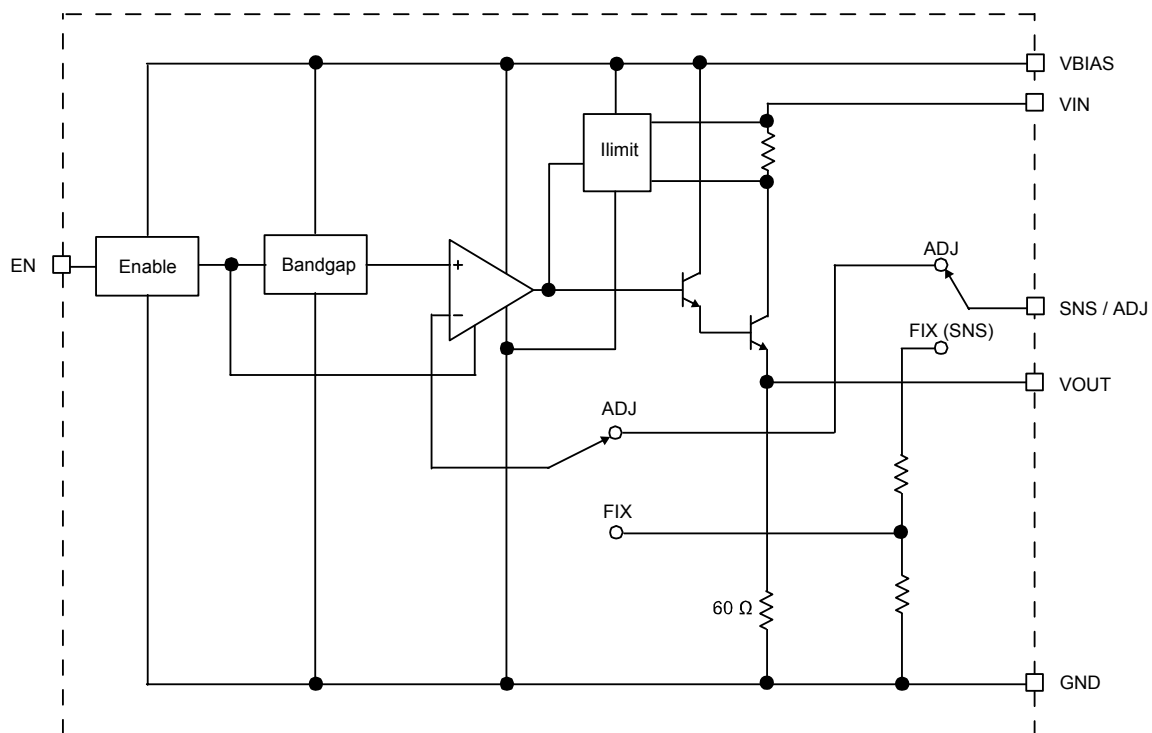 VBIAS
VIN
Ilimit
EN
Enable
Bandgap
+
−
ADJ
SNS / ADJ
FIX (SNS)
VOUT
ADJ
FIX
60 Ω
GND